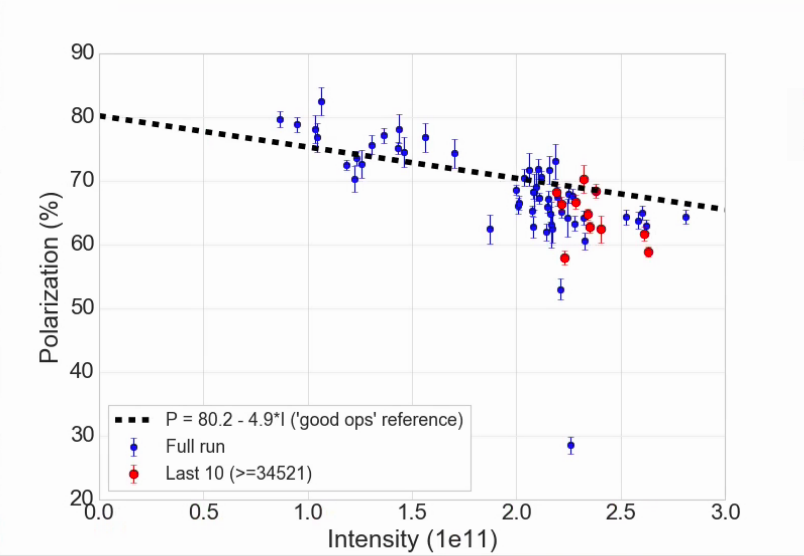 90
80
70
60
50
40
30
20
Polarization (%)
P = 80.2 - 4.9*I ('good ops' reference)
Full run
Last 10 (>=34521)
0.0 0.5 1.0 1.5 2.0 2.5 3.0
Intensity (1e11)